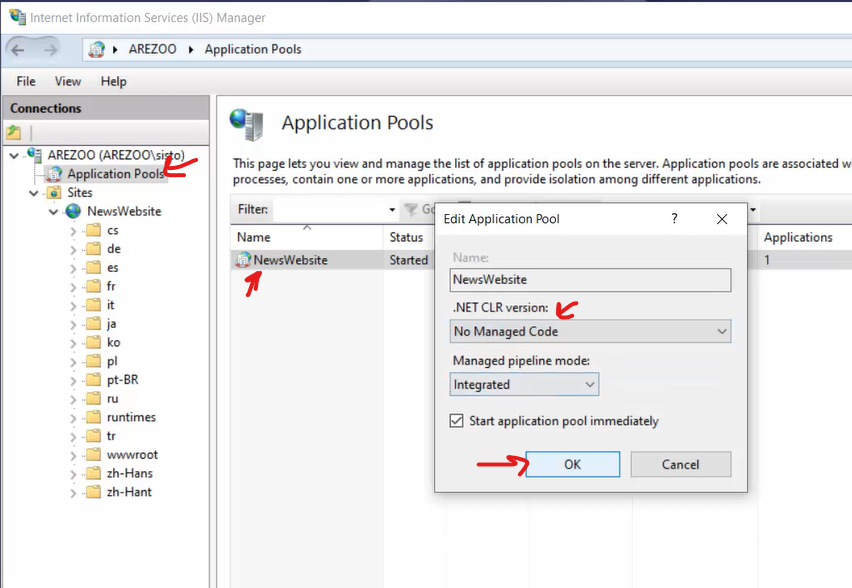 Internet Information Services (IIS) Manager
AREZOO Application Pools
File View Help
Connections
AREZOO (AREZOO\sisto)
Application Pools
Sites
NewsWebsite
cs
de
es
fr
it
ja
ko
pl
pt-BR
ru
runtimes
tr
wwwroot
zh-Hans
zh-Hant
Application Pools
This page lets you view and manage the list of application pools on the server. Application pools are associated w
processes, contain one or more applications, and provide isolation among different applications.
Filter: Go
Name Status Applications
NewsWebsite Started 1
Edit Application Pool ?
Name:
NewsWebsite
.NET CLR version:
No Managed Code
Managed pipeline mode:
Integrated
Start application pool immediately
OK Cancel